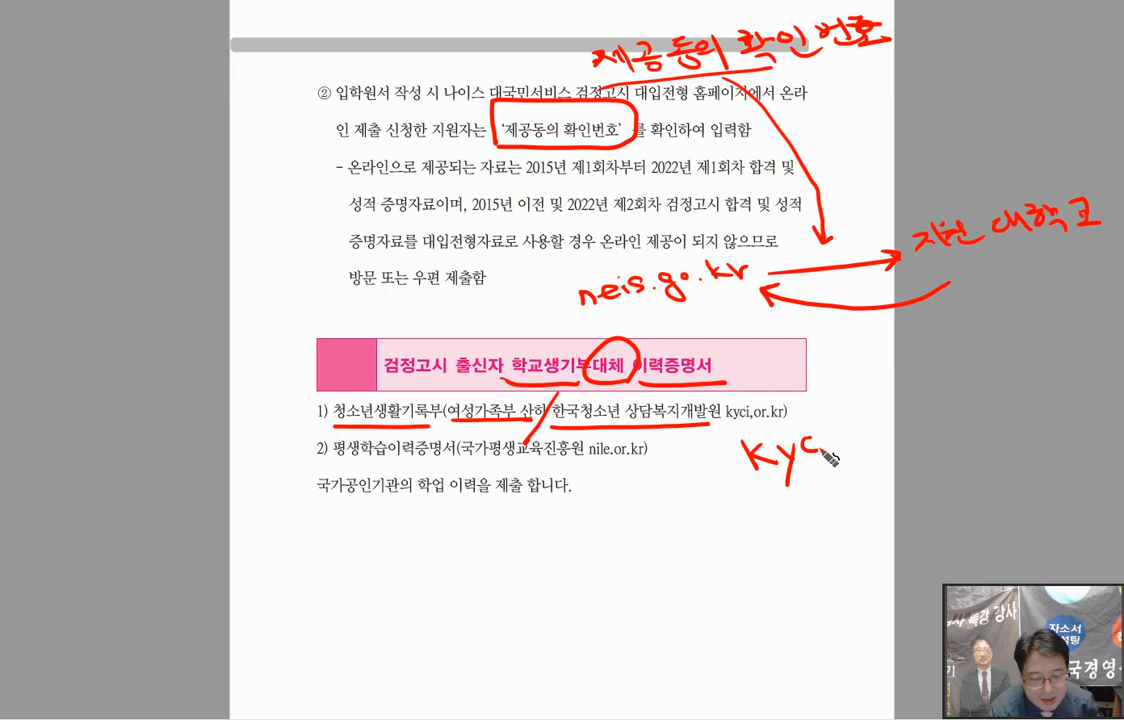 제공동의 확인번호
② 입학원서 작성 시 나이스 대국민서비스 검정고시 대입전형 홈페이지에서 온라
인 제출 신청한 지원자는 '제공동의 확인번호' 를 확인하여 입력함
- 온라인으로 제공되는 자료는 2015년 제1회차부터 2022년 제1회차 합격 및
성적 증명자료이며, 2015년 이전 및 2022년 제2회차 검정고시 합격 및 성적
증명자료를 대입전형자료로 사용할 경우 온라인 제공이 되지 않으므로
방문 또는 우편 제출함
지원 대학교
neis.go.kr
검정고시 출신자 학교생기부대체 이력증명서
1) 청소년생활기록부(여성가족부 산하 한국청소년 상담복지개발원 kyci,or.kr)
2) 평생학습이력증명서(국가평생교육진흥원 nile.or.kr)
kyc
국가공인기관의 학업 이력을 제출 합니다.
특강 강사
자소서
국경영